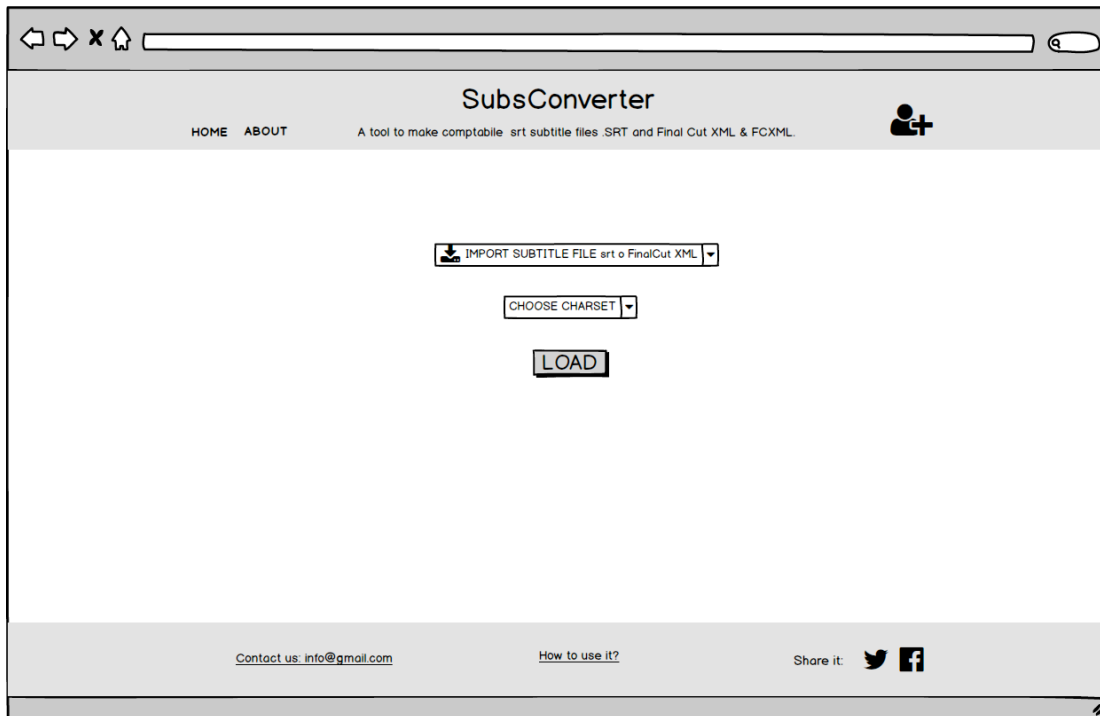 SubsConverter
HOME ABOUT
A tool to make comptabile srt subtitle files .SRT and Final Cut XML & FCXML.
IMPORT SUBTITLE FILE srt o FinalCut XML
CHOOSE CHARSET
LOAD
Contact us: info@gmail.com
How to use it?
Share it: